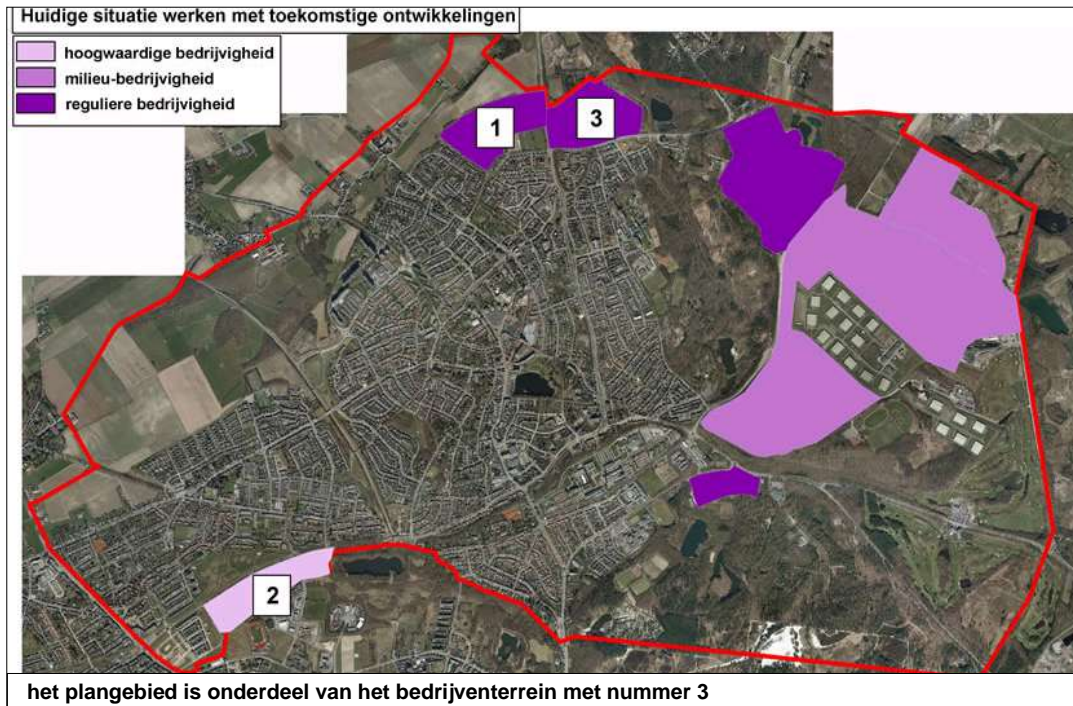 Huidige situatie werken met toekomstige ontwikkelingen
hoogwaardige bedrijvigheid
milieu-bedrijvigheid
reguliere bedrijvigheid
1
3
2
het plangebied is onderdeel van het bedrijventerrein met nummer 3